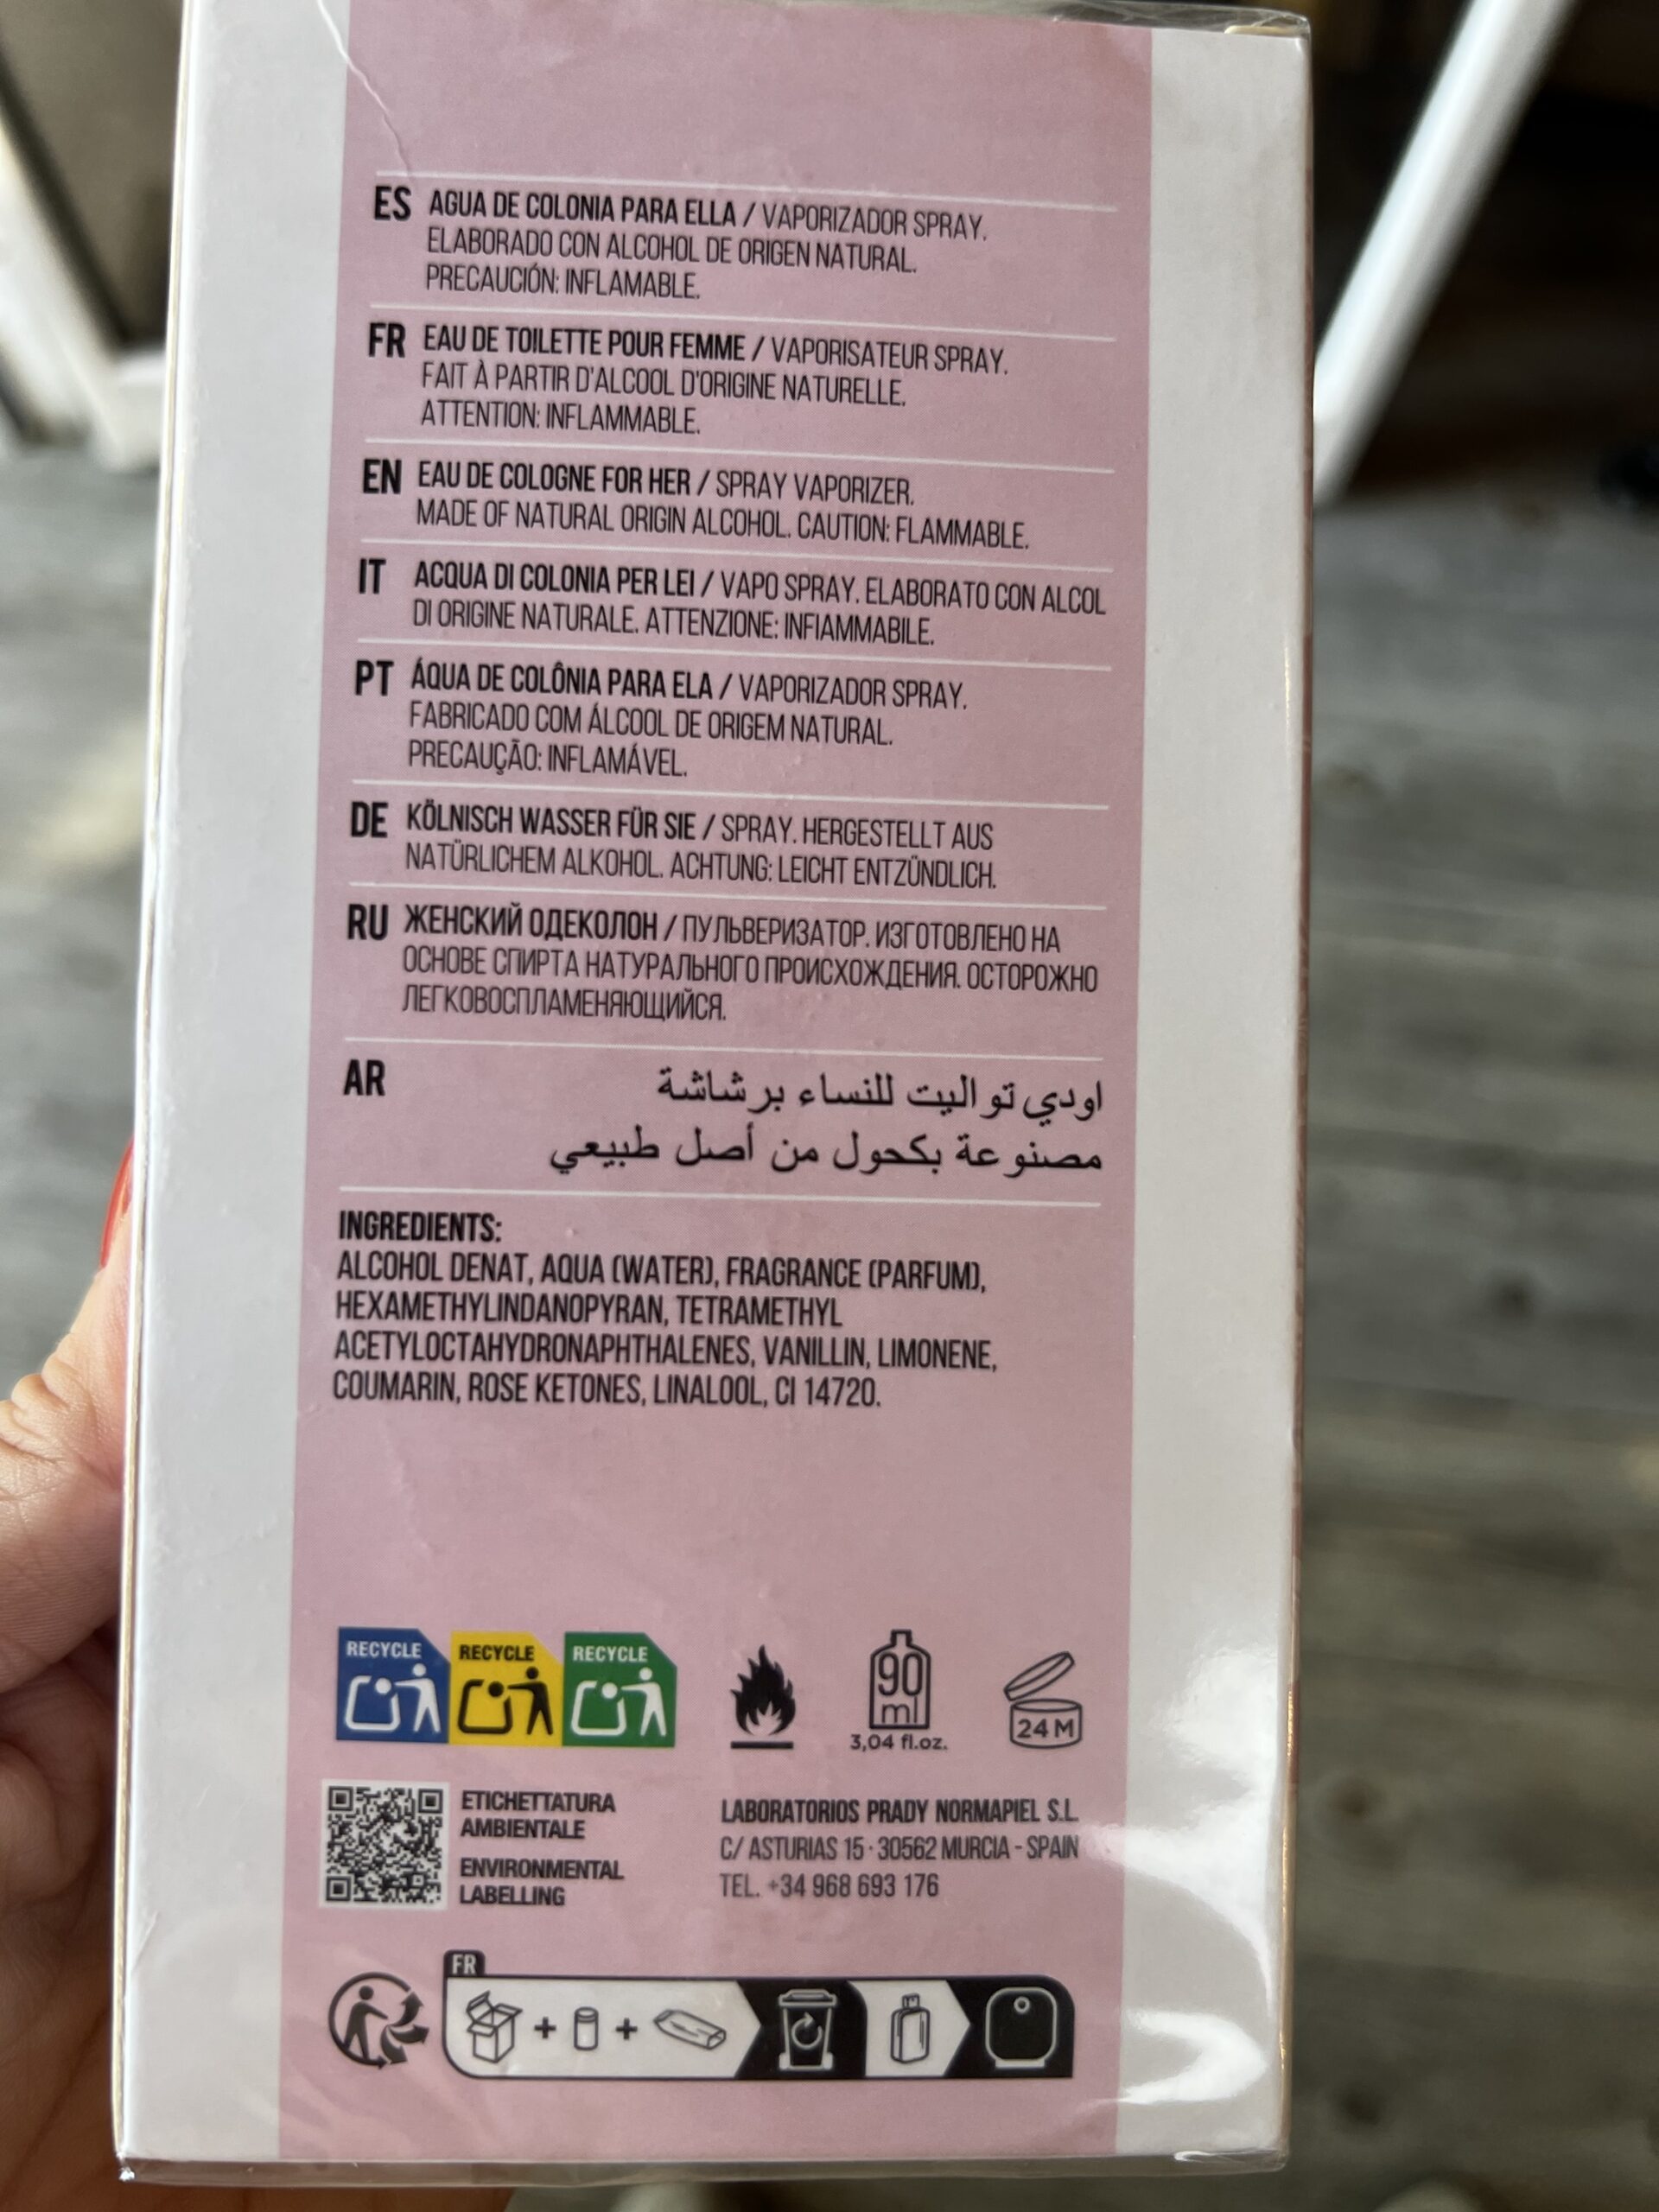 ES AGUA DE COLONIA PARA ELLA / VAPORIZADOR SPRAY.
ELABORADO CON ALCOHOL DE ORIGEN NATURAL.
PRECAUCIÓN: INFLAMABLE.
FR EAU DE TOILETTE POUR FEMME / VAPORISATEUR SPRAY.
FAIT À PARTIR D'ALCOOL D'ORIGINE NATURELLE.
ATTENTION: INFLAMMABLE.
EN EAU DE COLOGNE FOR HER / SPRAY VAPORIZER.
MADE OF NATURAL ORIGIN ALCOHOL. CAUTION: FLAMMABLE.
IT ACQUA DI COLONIA PER LEI / VAPO SPRAY. ELABORATO CON ALCOL
DI ORIGINE NATURALE. ATTENZIONE: INFIAMMABILE.
PT ÁQUA DE COLÔNIA PARA ELA / VAPORIZADOR SPRAY.
FABRICADO COM ÁLCOOL DE ORIGEM NATURAL.
PRECAUÇÃO: INFLAMÁVEL.
DE KÖLNISCH WASSER FÜR SIE / SPRAY. HERGESTELLT AUS
NATÜRLICHEM ALKOHOL. ACHTUNG: LEICHT ENTZÜNDLICH.
RU ЖЕНСКИЙ ОДЕКОЛОН / ПУЛЬВЕРИЗАТОР. ИЗГОТОВЛЕНО НА
ОСНОВЕ СПИРТА НАТУРАЛЬНОГО ПРОИСХОЖДЕНИЯ. ОСТОРОЖНО
ЛЕГКОВОСПЛАМЕНЯЮЩИЙСЯ.
AR اودي تواليت للنساء برشاشة
مصنوعة بكحول من أصل طبيعي
INGREDIENTS:
ALCOHOL DENAT, AQUA (WATER), FRAGRANCE (PARFUM),
HEXAMETHYLINDANOPYRAN, TETRAMETHYL
ACETYLOCTAHYDRONAPHTHALENES, VANILLIN, LIMONENE,
COUMARIN, ROSE KETONES, LINALOOL, CI 14720.
RECYCLE RECYCLE RECYCLE
90
ml
3,04 fl.oz.
24 M
ETICHETTATURA
AMBIENTALE
ENVIRONMENTAL
LABELLING
LABORATORIOS PRADY NORMAPIEL S.L.
C/ ASTURIAS 15 · 30562 MURCIA - SPAIN
TEL. +34 968 693 176
FR